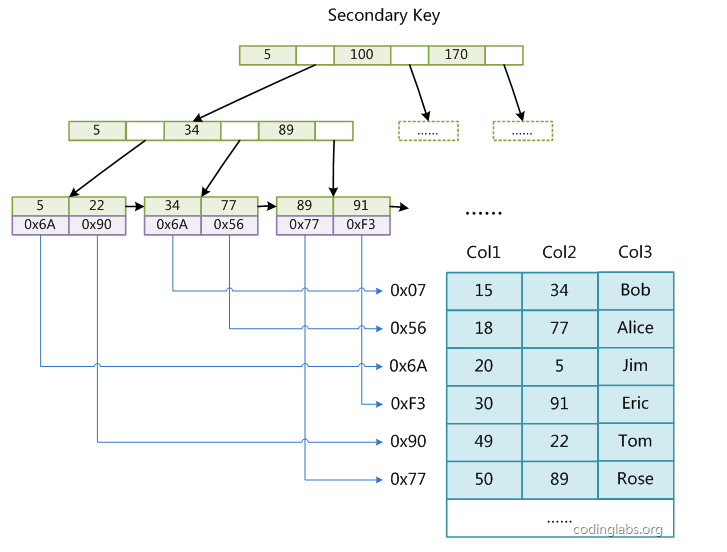 Secondary Key
5 100 170
5 34 89 ...... ......
5 22 34 77 89 91
0x6A 0x90 0x6A 0x56 0x77 0xF3
......
Col1 Col2 Col3
0x07 15 34 Bob
0x56 18 77 Alice
0x6A 20 5 Jim
0xF3 30 91 Eric
0x90 49 22 Tom
0x77 50 89 Rose
......
codinglabs.org